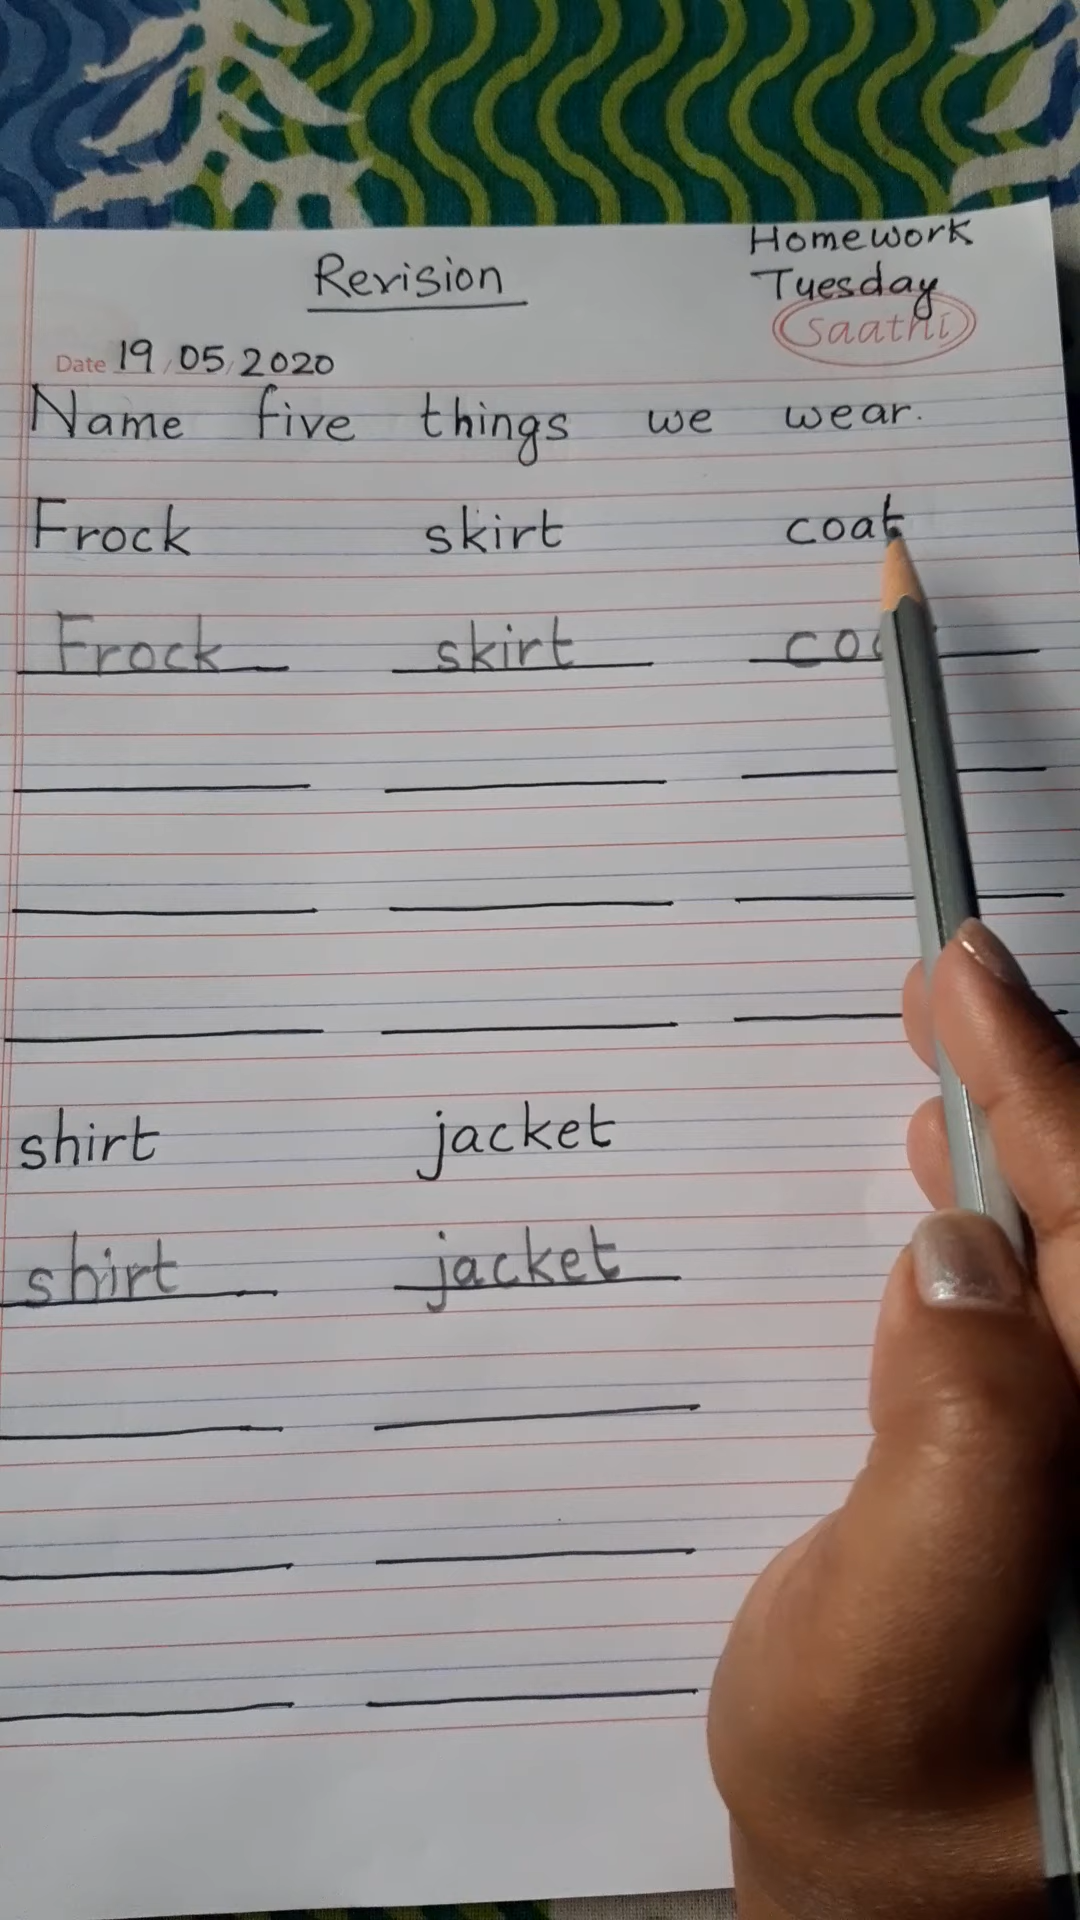 Homework
Revision
Tuesday
saathi
Date 19/05/2020
Name five things we wear.
Frock skirt coat
Frock skirt
shirt jacket
shirt jacket